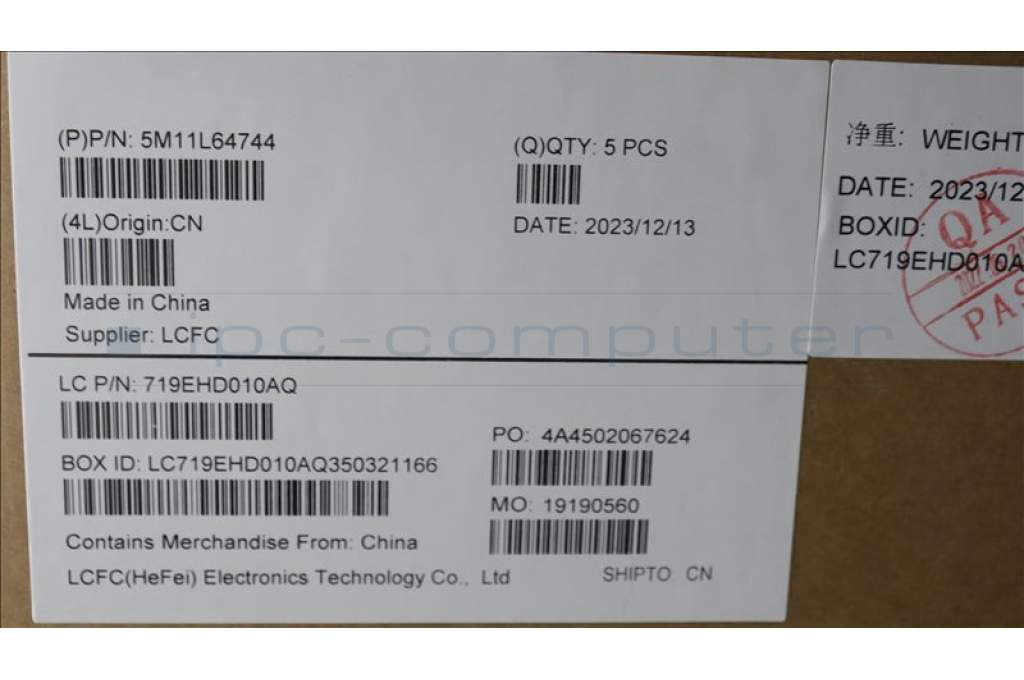 (P)P/N: 5M11L64744
(Q)QTY: 5 PCS
(4L)Origin:CN
DATE: 2023/12/13
Made in China
Supplier: LCFC
LC P/N: 719EHD010AQ
PO: 4A4502067624
BOX ID: LC719EHD010AQ350321166
MO: 19190560
Contains Merchandise From: China
LCFC(HeFei) Electronics Technology Co., Ltd
SHIPTO CN
净重: WEIGHT
DATE: 2023/12
BOXID:
LC719EHD010A
QA
PAS
ipc-computer